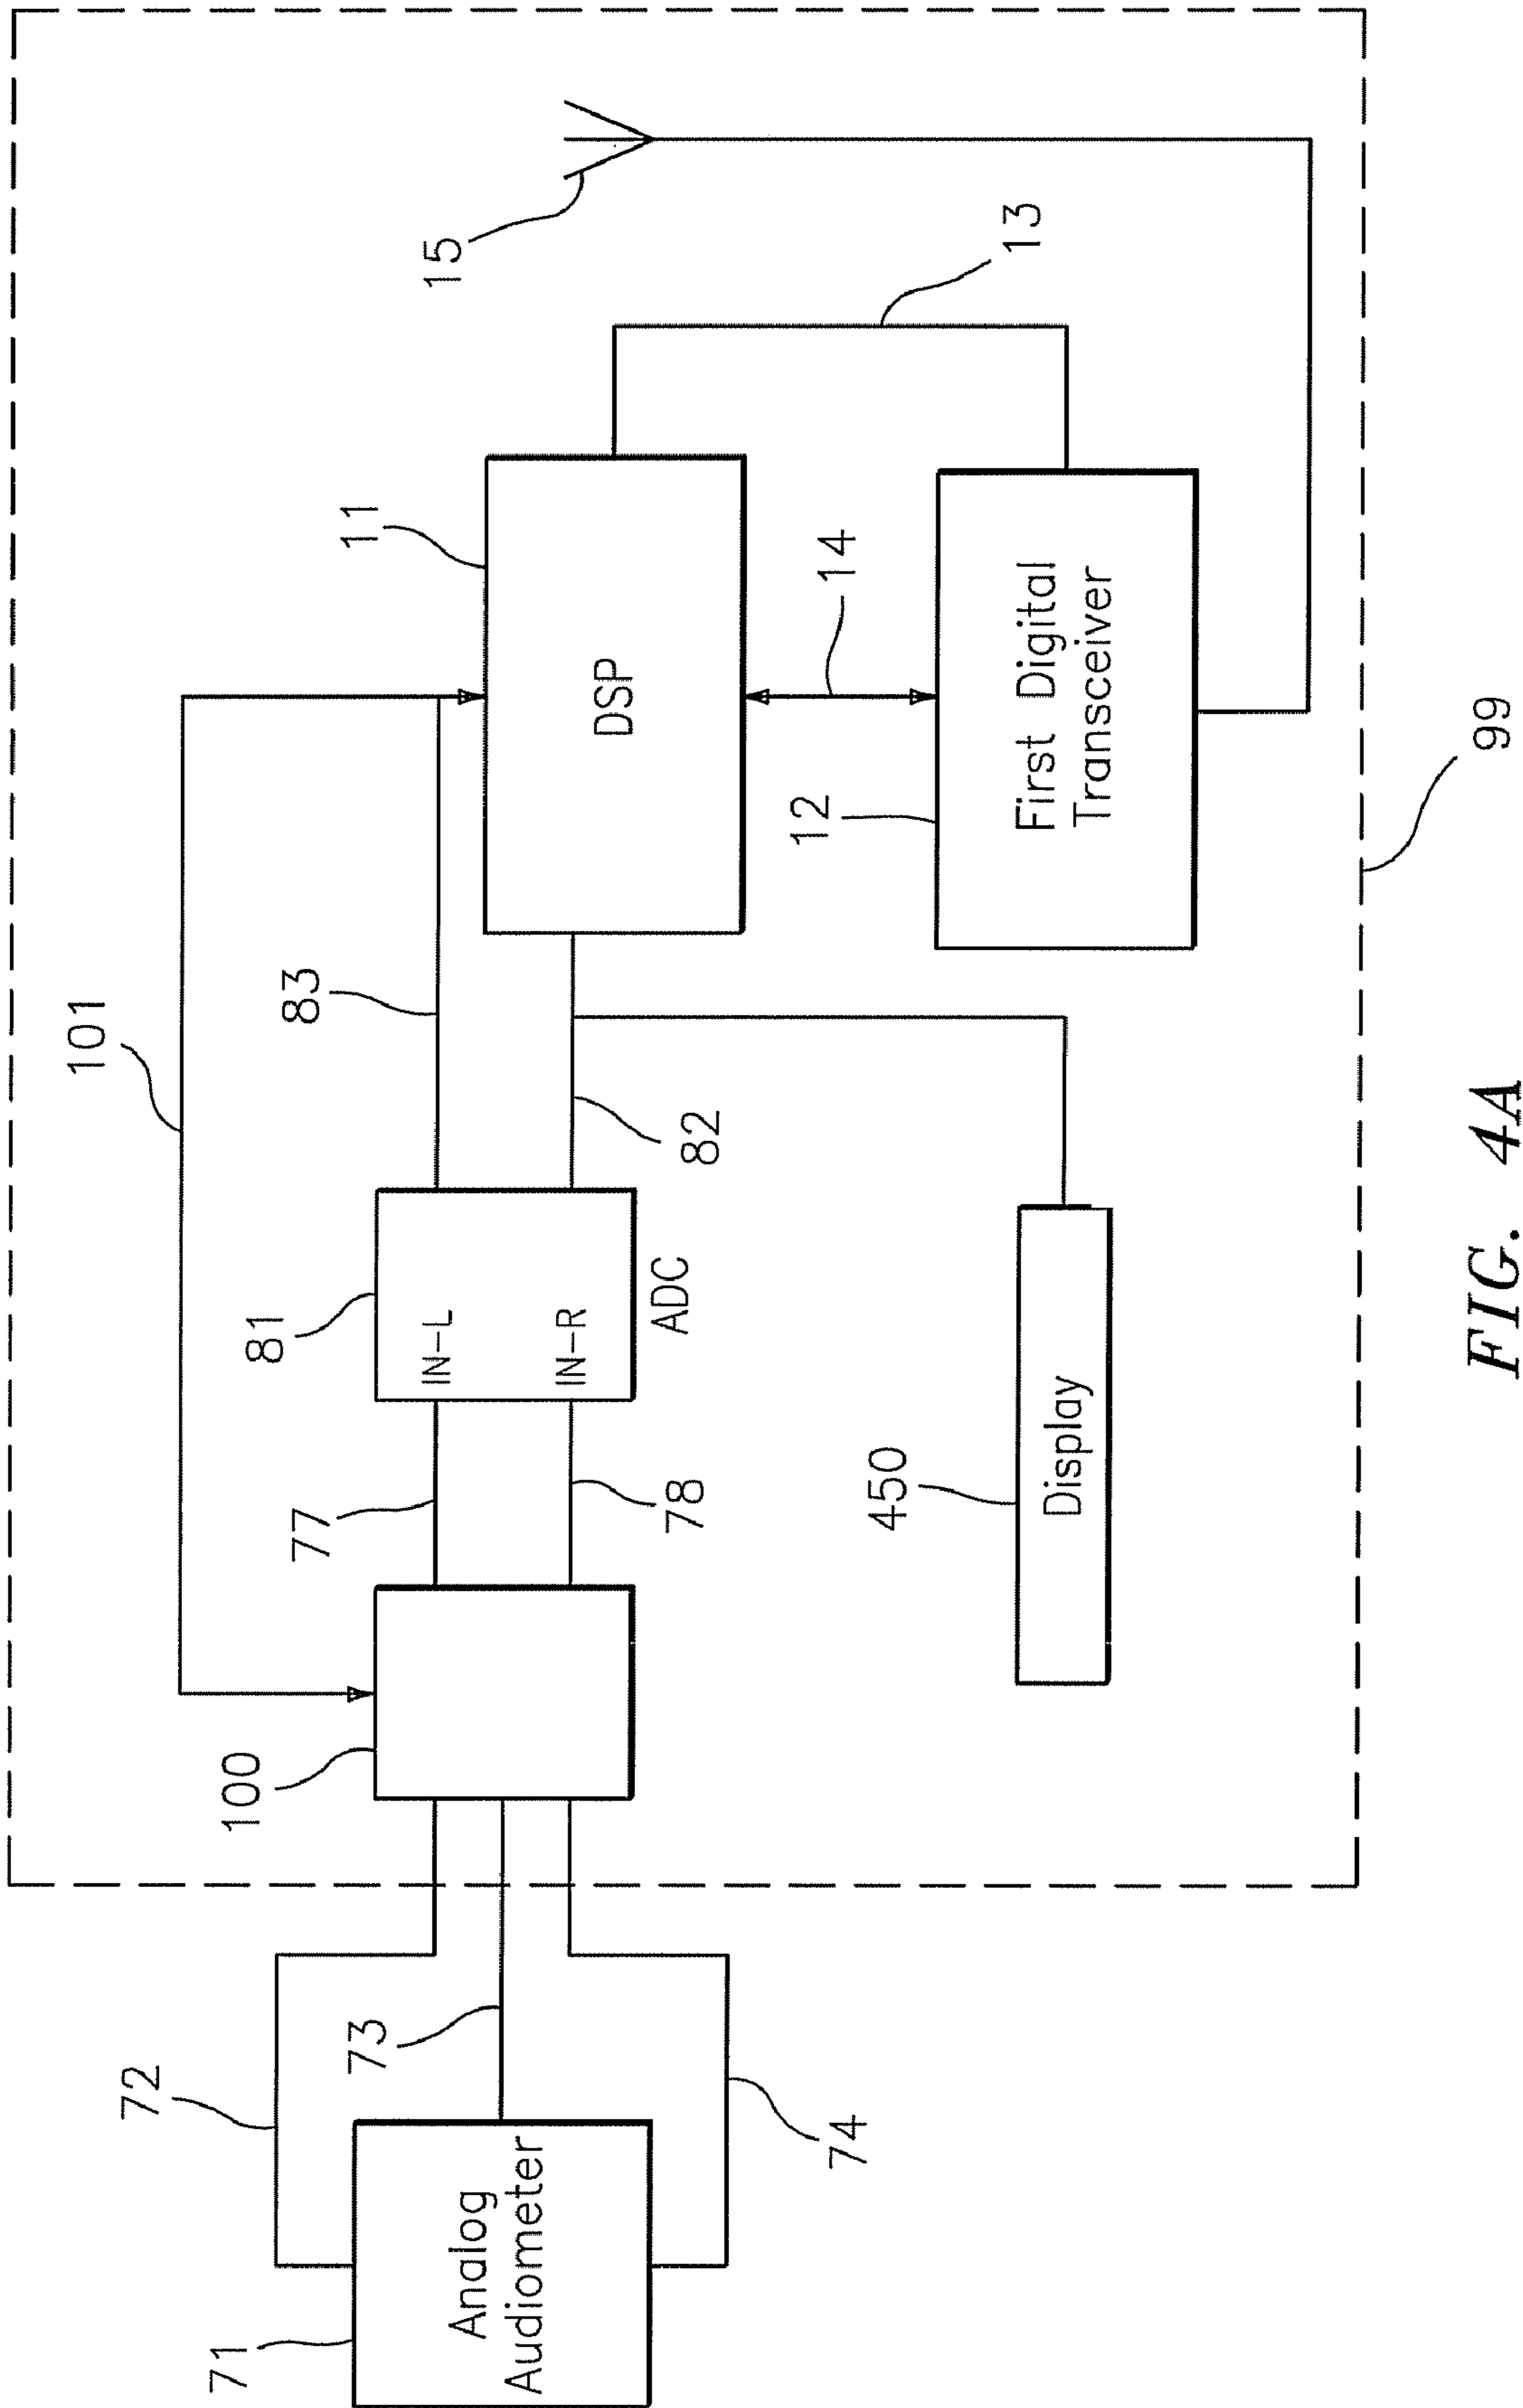 101
15
11
83
13
81
14
100
77
IN-L
DSP
72
73
IN-R
82
12
First Digital
Transceiver
71
Analog
Audiometer
78
ADC
74
450
Display
99
FIG. 4A